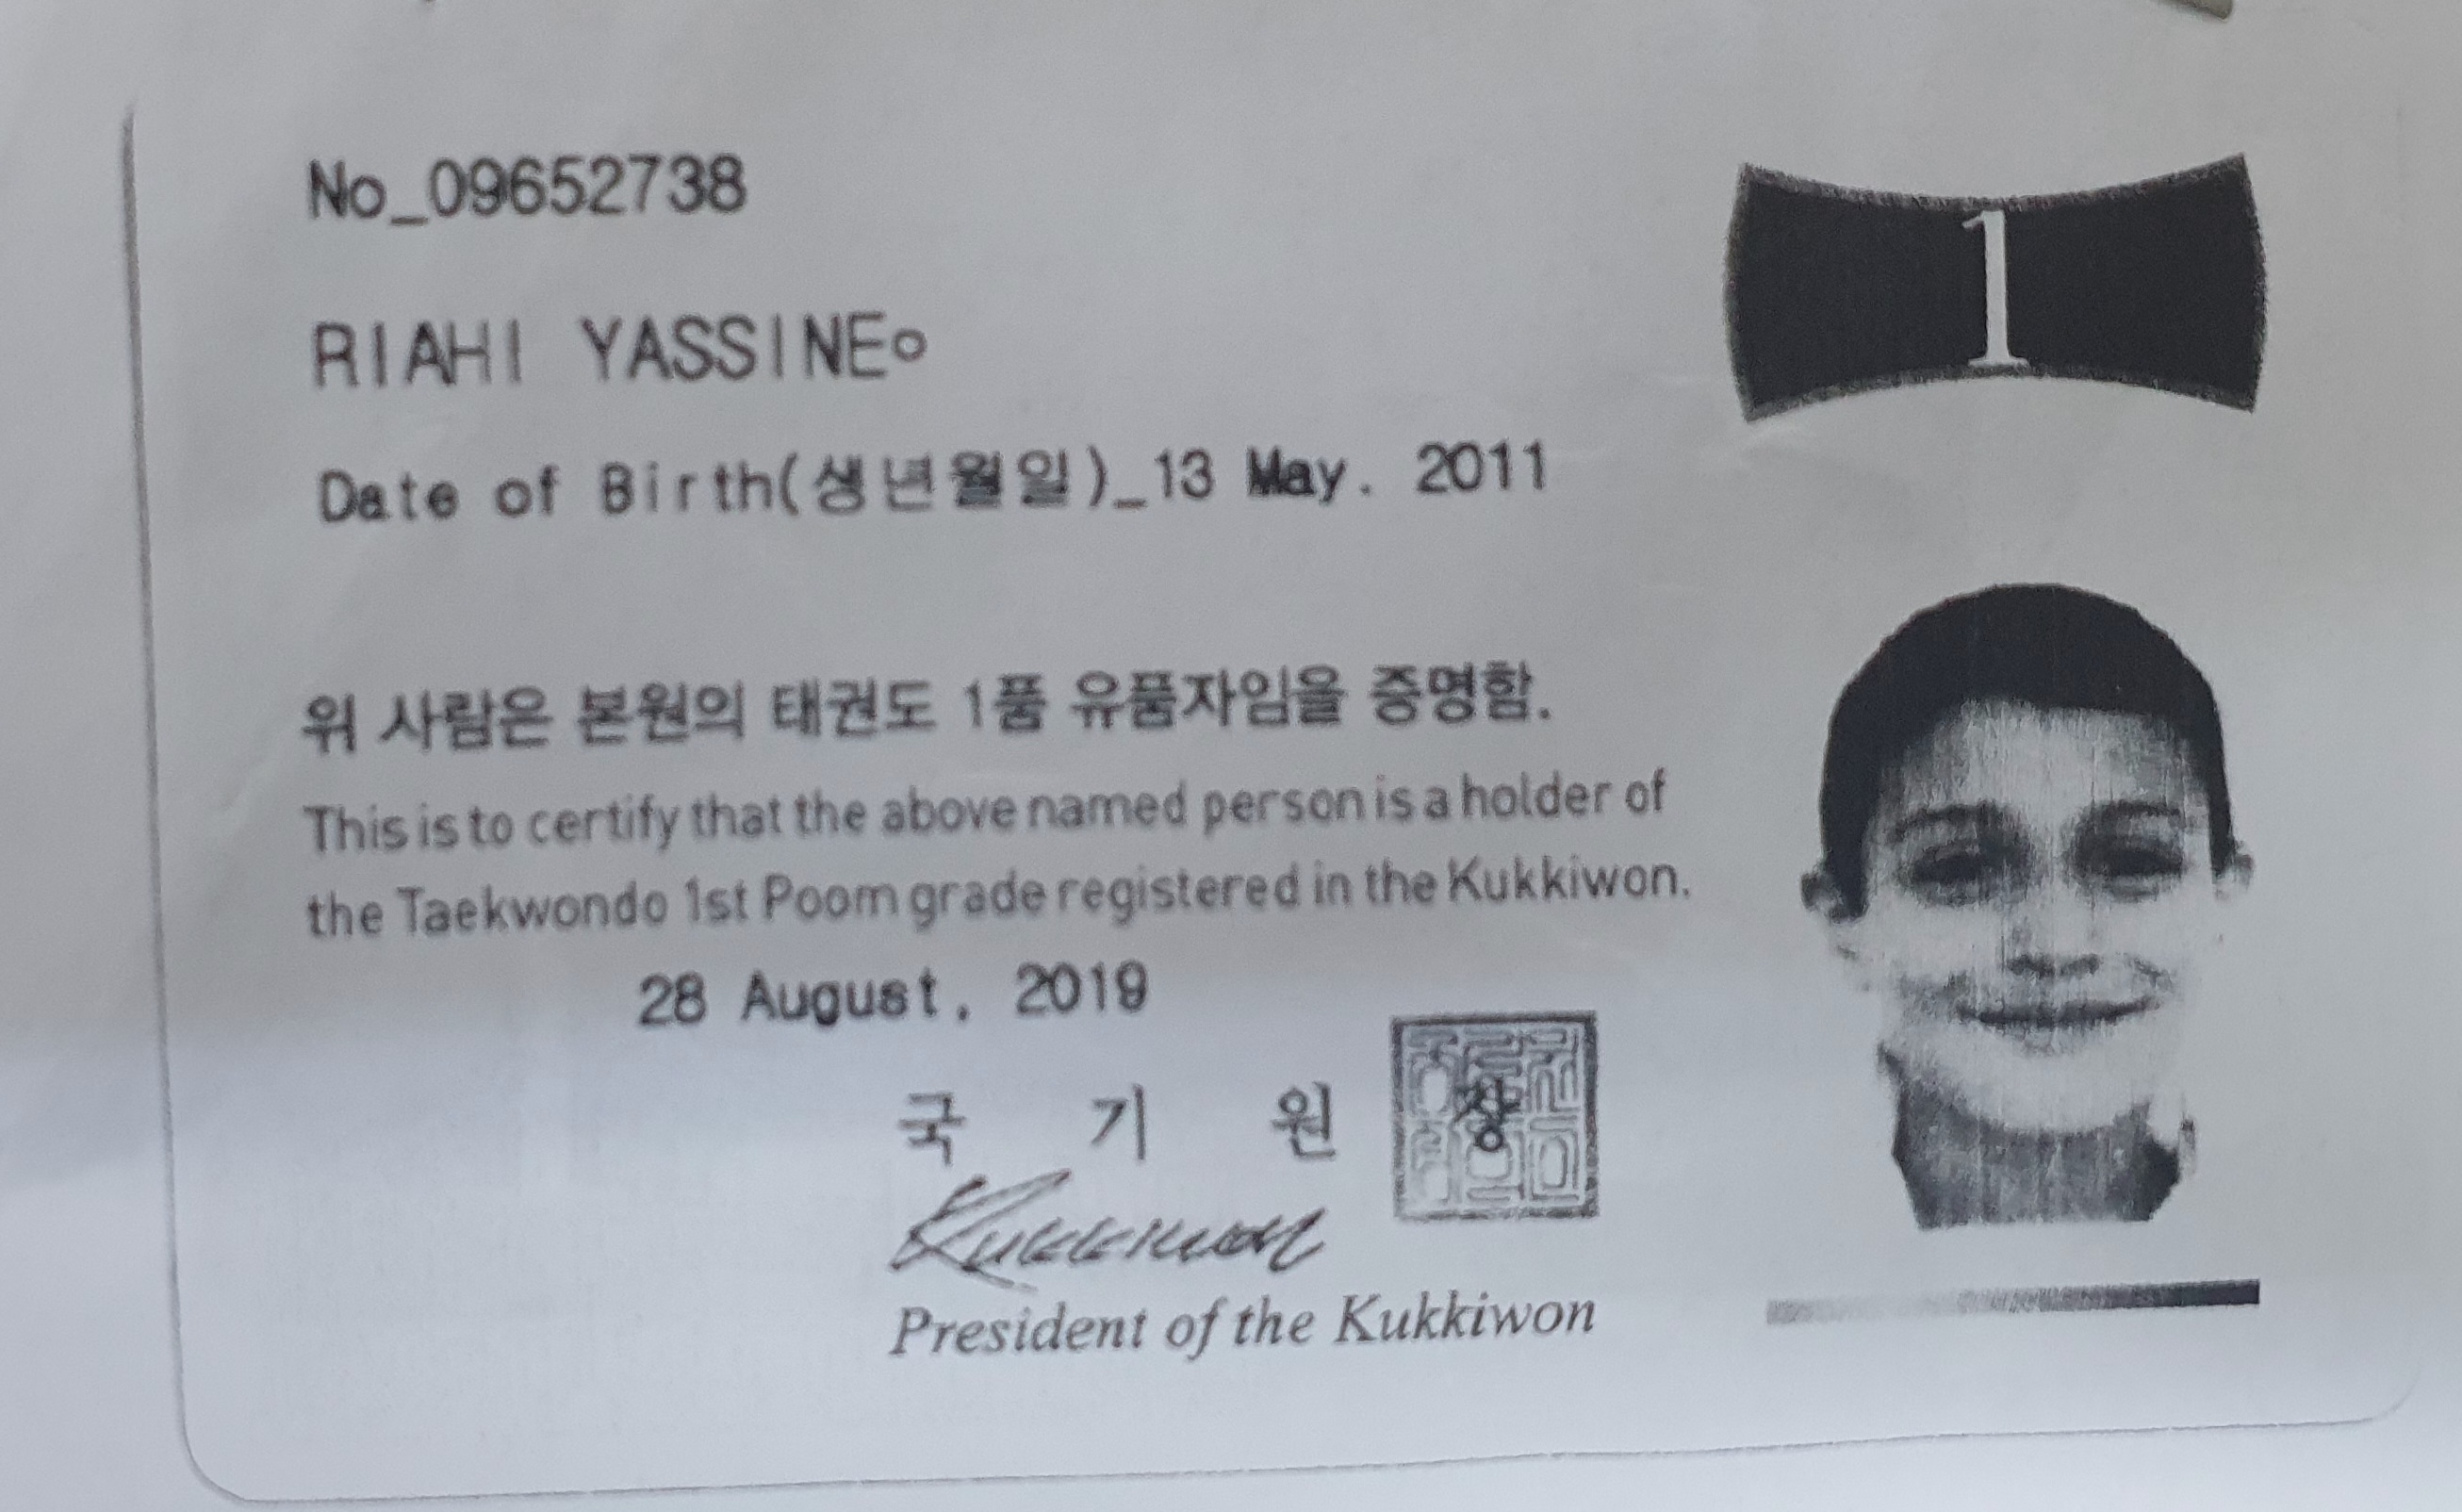 No_09652738
1
RIAHI YASSINE○
Date of Birth(생년월일)_13 May. 2011
위 사람은 본원의 태권도 1품 유품자임을 증명함.
This is to certify that the above named person is a holder of
the Taekwondo 1st Poom grade registered in the Kukkiwon.
28 August, 2019
국 기 원 장
Kukkiwon
President of the Kukkiwon